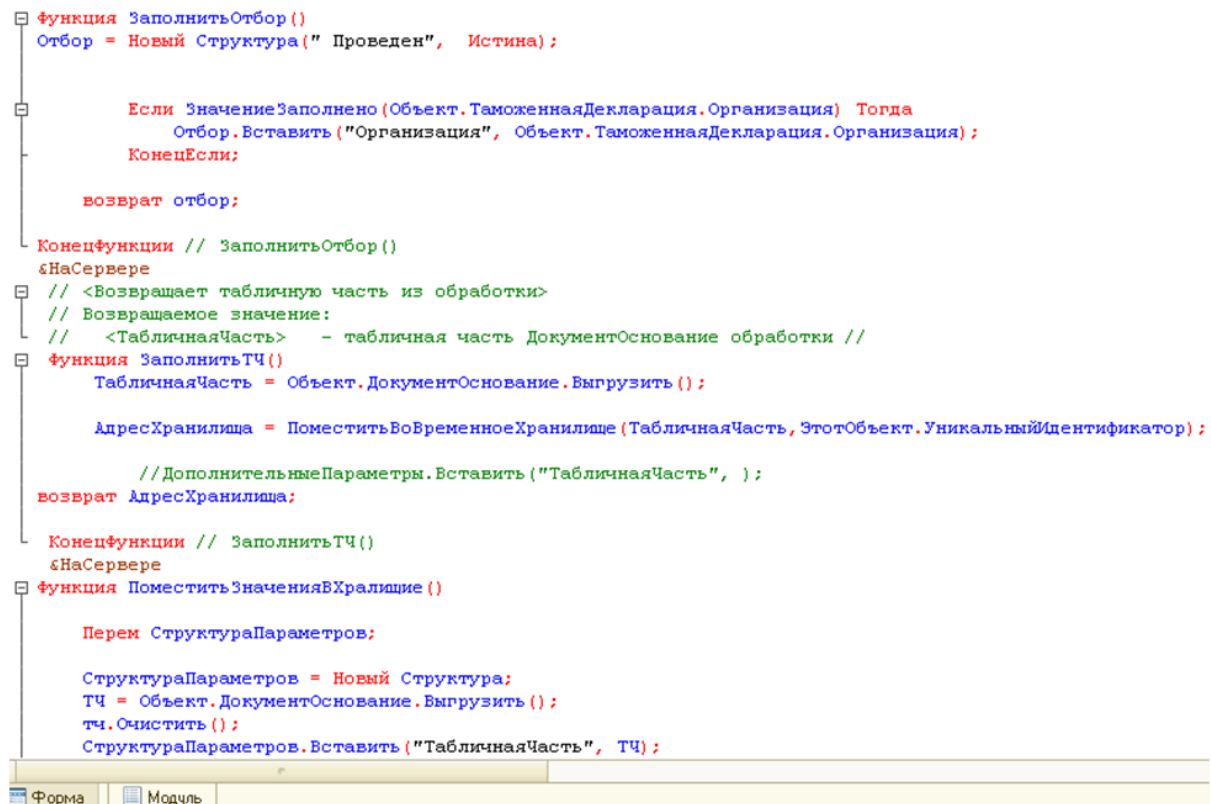 Функция ЗаполнитьОтбор()
Отбор = Новый Структура(" Проведен", Истина);
Если ЗначениеЗаполнено(Объект.ТаможеннаяДекларация.Организация) Тогда
Отбор.Вставить("Организация", Объект.ТаможеннаяДекларация.Организация);
КонецЕсли;
возврат отбор;
КонецФункции // ЗаполнитьОтбор()
&НаСервере
// <Возвращает табличную часть из обработки>
// Возвращаемое значение:
// <ТабличнаяЧасть> - табличная часть ДокументОснование обработки //
Функция ЗаполнитьТЧ()
ТабличнаяЧасть = Объект.ДокументОснование.Выгрузить();
АдресХранилища = ПоместитьВоВременноеХранилище(ТабличнаяЧасть,ЭтотОбъект.УникальныйИдентификатор);
//ДополнительныеПараметры.Вставить("ТабличнаяЧасть", );
возврат АдресХранилища;
КонецФункции // ЗаполнитьТЧ()
&НаСервере
Функция ПоместитьЗначенияВХралище()
Перем СтруктураПараметров;
СтруктураПараметров = Новый Структура;
ТЧ = Объект.ДокументОснование.Выгрузить();
тч.Очистить();
СтруктураПараметров.Вставить("ТабличнаяЧасть", ТЧ);
Форма Модуль